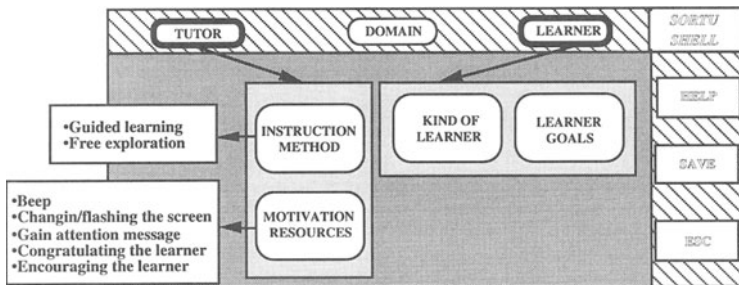 TUTOR
DOMAIN
LEARNER
SORTU
SHELL
•Guided learning
•Free exploration
INSTRUCTION
METHOD
KIND OF
LEARNER
LEARNER
GOALS
HELP
SAVE
•Beep
•Changin/flashing the screen
•Gain attention message
•Congratulating the learner
•Encouraging the learner
MOTIVATION
RESOURCES
ESC